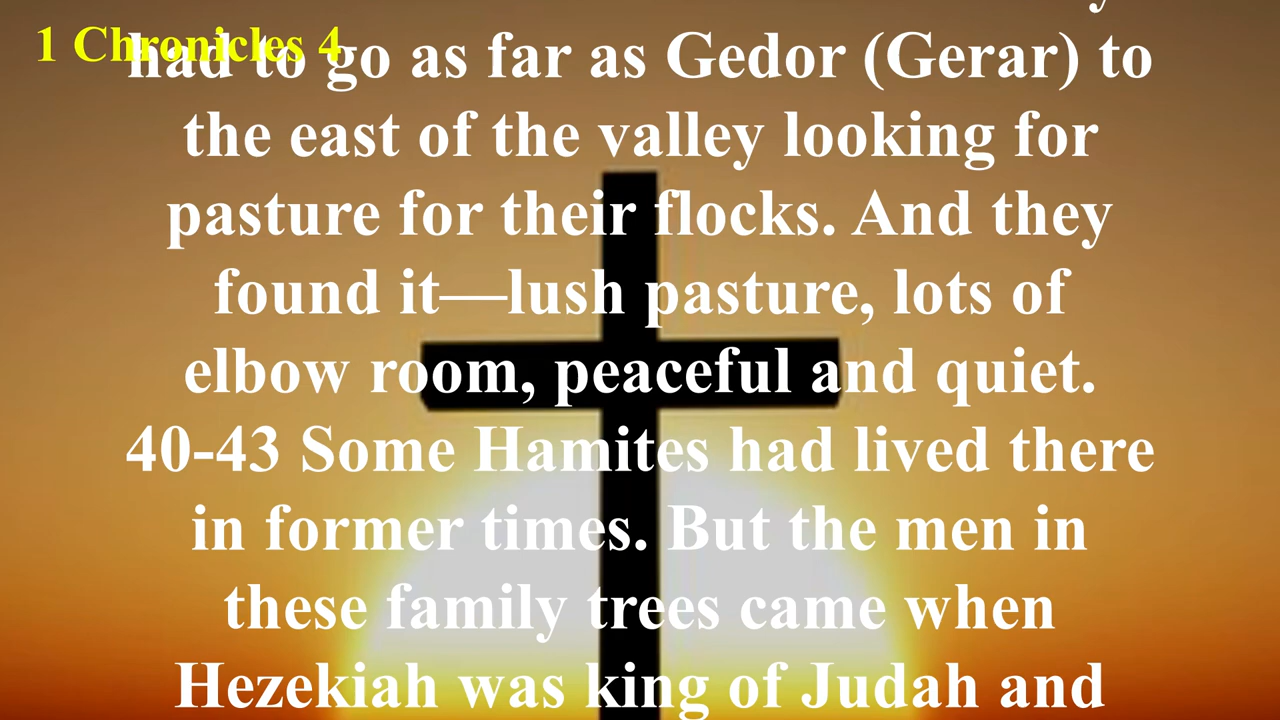 1 Chronicles 4
had to go as far as Gedor (Gerar) to
the east of the valley looking for
pasture for their flocks. And they
found it—lush pasture, lots of
elbow room, peaceful and quiet.
40-43 Some Hamites had lived there
in former times. But the men in
these family trees came when
Hezekiah was king of Judah and